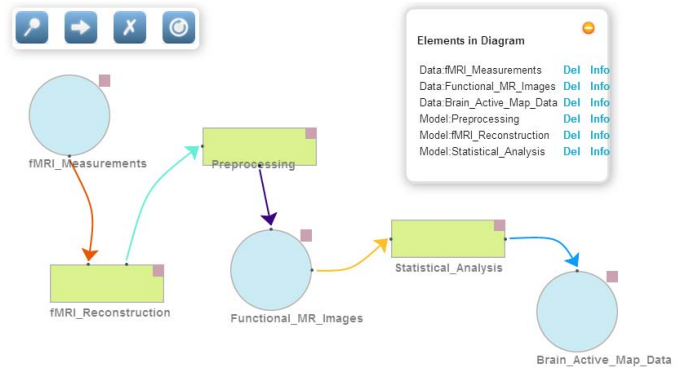 Elements in Diagram
Data:fMRI_Measurements Del Info
Data:Functional_MR_Images Del Info
Data:Brain_Active_Map_Data Del Info
Model:Preprocessing Del Info
Model:fMRI_Reconstruction Del Info
Model:Statistical_Analysis Del Info
fMRI_Measurements
Preprocessing
Statistical_Analysis
fMRI_Reconstruction
Functional_MR_Images
Brain_Active_Map_Data